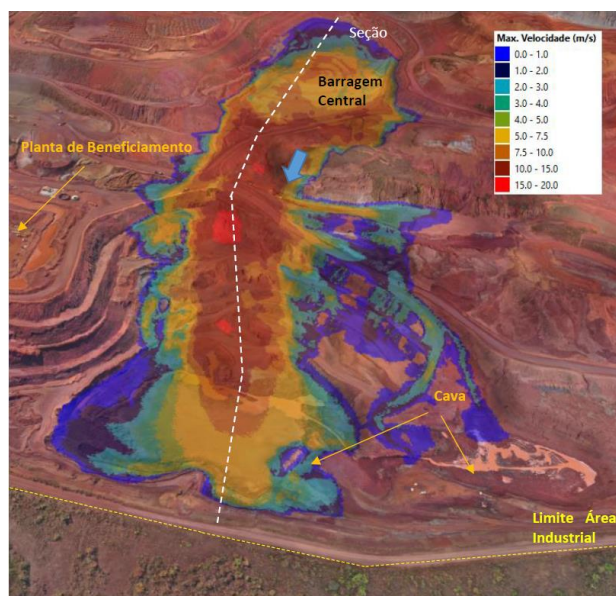 Seção
Max. Velocidade (m/s)
0.0 - 1.0
1.0 - 2.0
2.0 - 3.0
3.0 - 4.0
4.0 - 5.0
5.0 - 7.5
7.5 - 10.0
10.0 - 15.0
15.0 - 20.0
Barragem
Central
Planta de Beneficiamento
Cava
Limite Área
Industrial